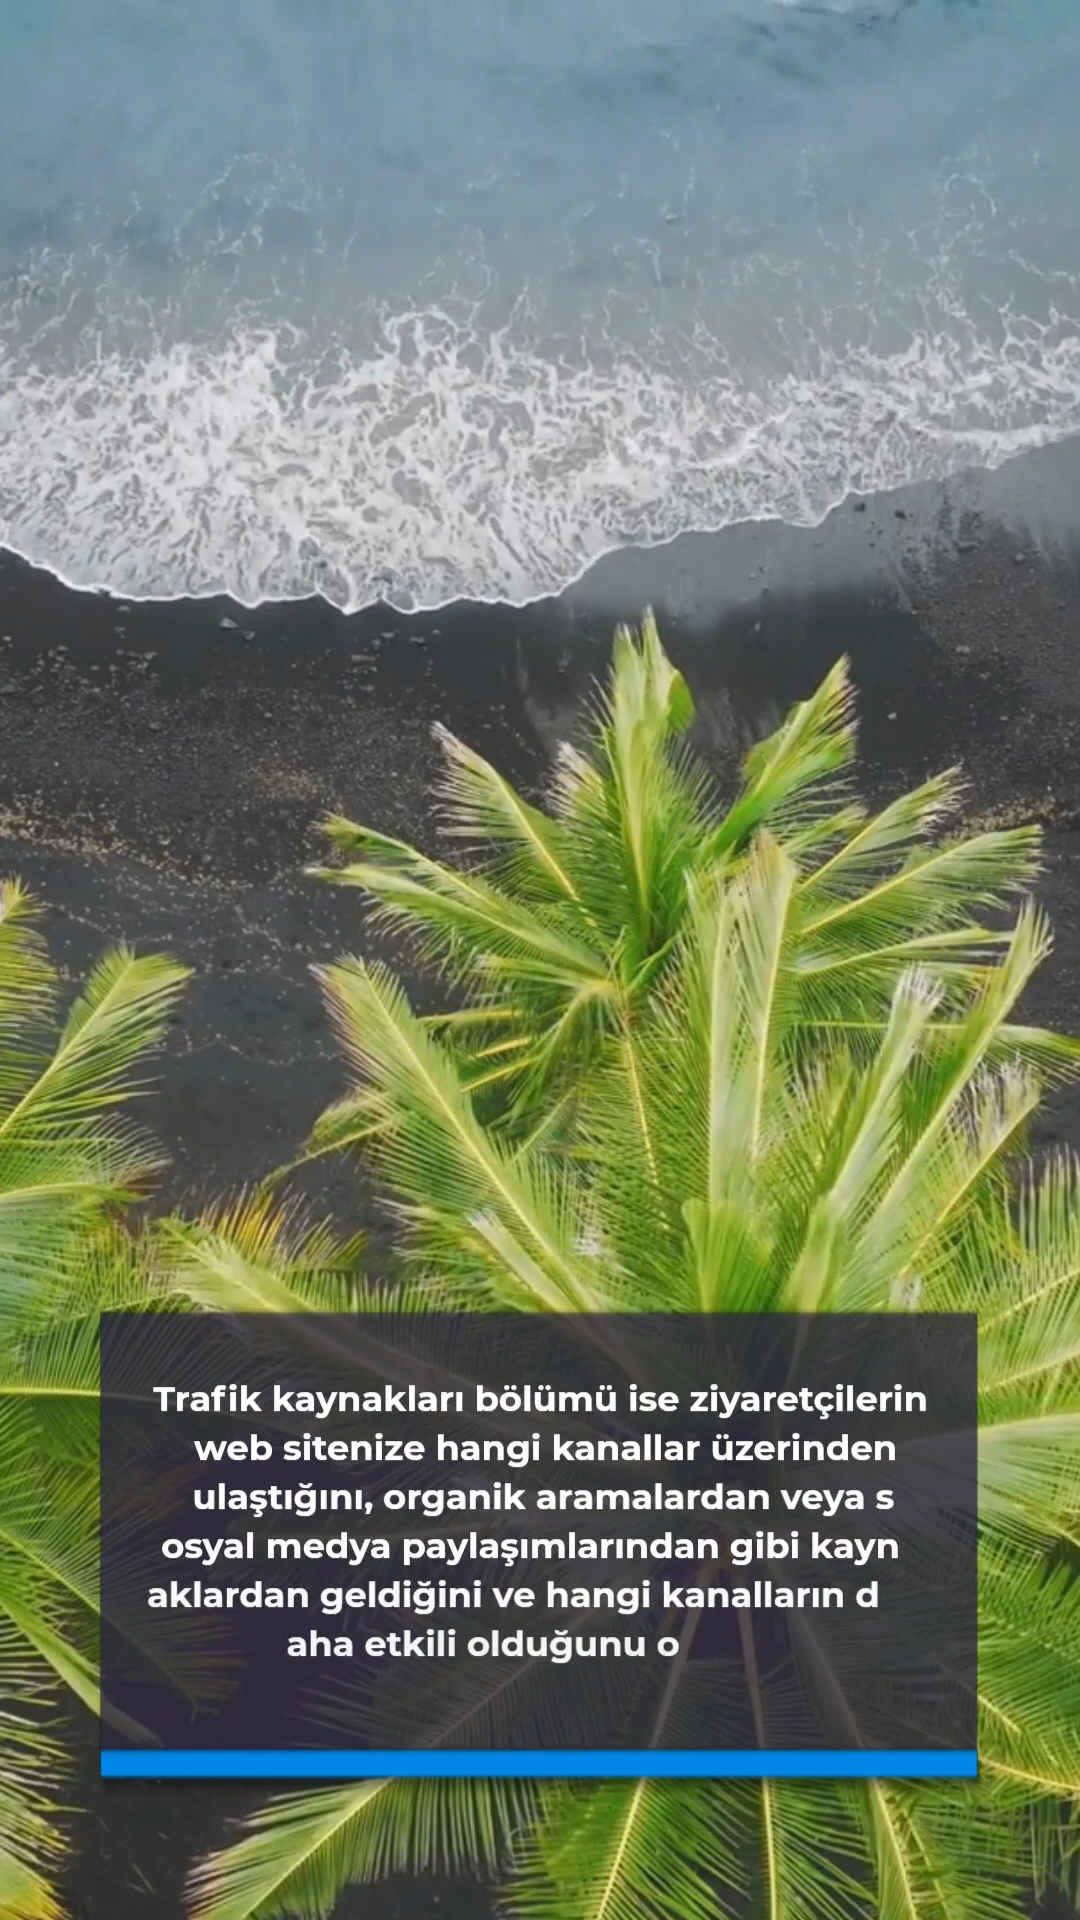 Trafik kaynakları bölümü ise ziyaretçilerin
web sitenize hangi kanallar üzerinden
ulaştığını, organik aramalardan veya s
osyal medya paylaşımlarından gibi kayn
aklardan geldiğini ve hangi kanalların d
aha etkili olduğunu o